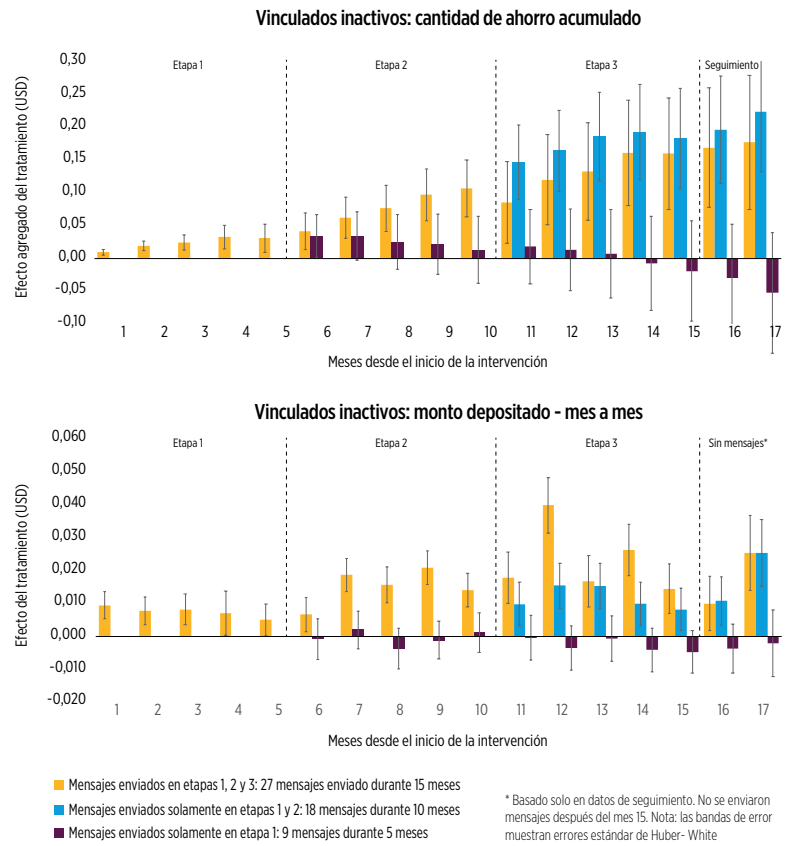 Vinculados inactivos: cantidad de ahorro acumulado
Efecto agregado del tratamiento (USD)
0,30
0,25
0,20
0,15
0,10
0,05
0,00
-0,05
-0,10
Etapa 1
Etapa 2
Etapa 3
Seguimiento
1 2 3 4 5 6 7 8 9 10 11 12 13 14 15 16 17
Meses desde el inicio de la intervención
Vinculados inactivos: monto depositado - mes a mes
Efecto del tratamiento (USD)
0,060
0,050
0,040
0,030
0,020
0,010
0,000
-0,010
-0,020
Etapa 1
Etapa 2
Etapa 3
Sin mensajes*
1 2 3 4 5 6 7 8 9 10 11 12 13 14 15 16 17
Meses desde el inicio de la intervención
Mensajes enviados en etapas 1, 2 y 3: 27 mensajes enviado durante 15 meses
Mensajes enviados solamente en etapas 1 y 2: 18 mensajes durante 10 meses
Mensajes enviados solamente en etapa 1: 9 mensajes durante 5 meses
* Basado solo en datos de seguimiento. No se enviaron
mensajes después del mes 15. Nota: las bandas de error
muestran errores estándar de Huber- White